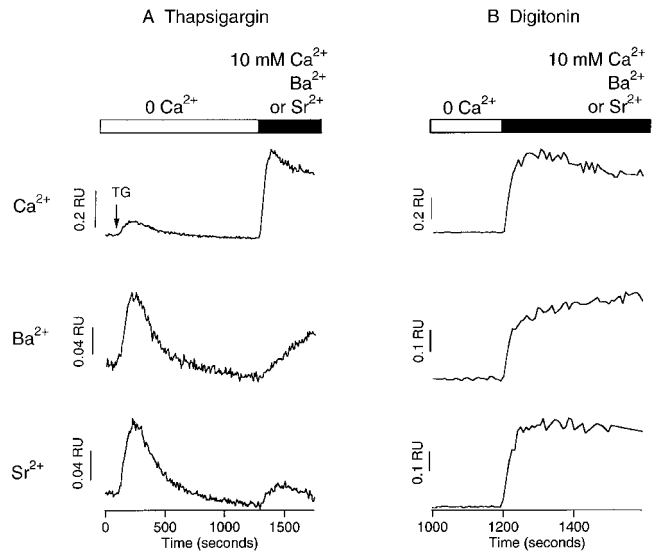 A Thapsigargin
10 mM Ca²⁺
Ba²⁺
0 Ca²⁺ or Sr²⁺
Ca²⁺
0.2 RU
TG
Ba²⁺
0.04 RU
Sr²⁺
0.04 RU
0 500 1000 1500
Time (seconds)
B Digitonin
10 mM Ca²⁺
Ba²⁺
0 Ca²⁺ or Sr²⁺
0.2 RU
0.1 RU
0.1 RU
1000 1200 1400
Time (seconds)